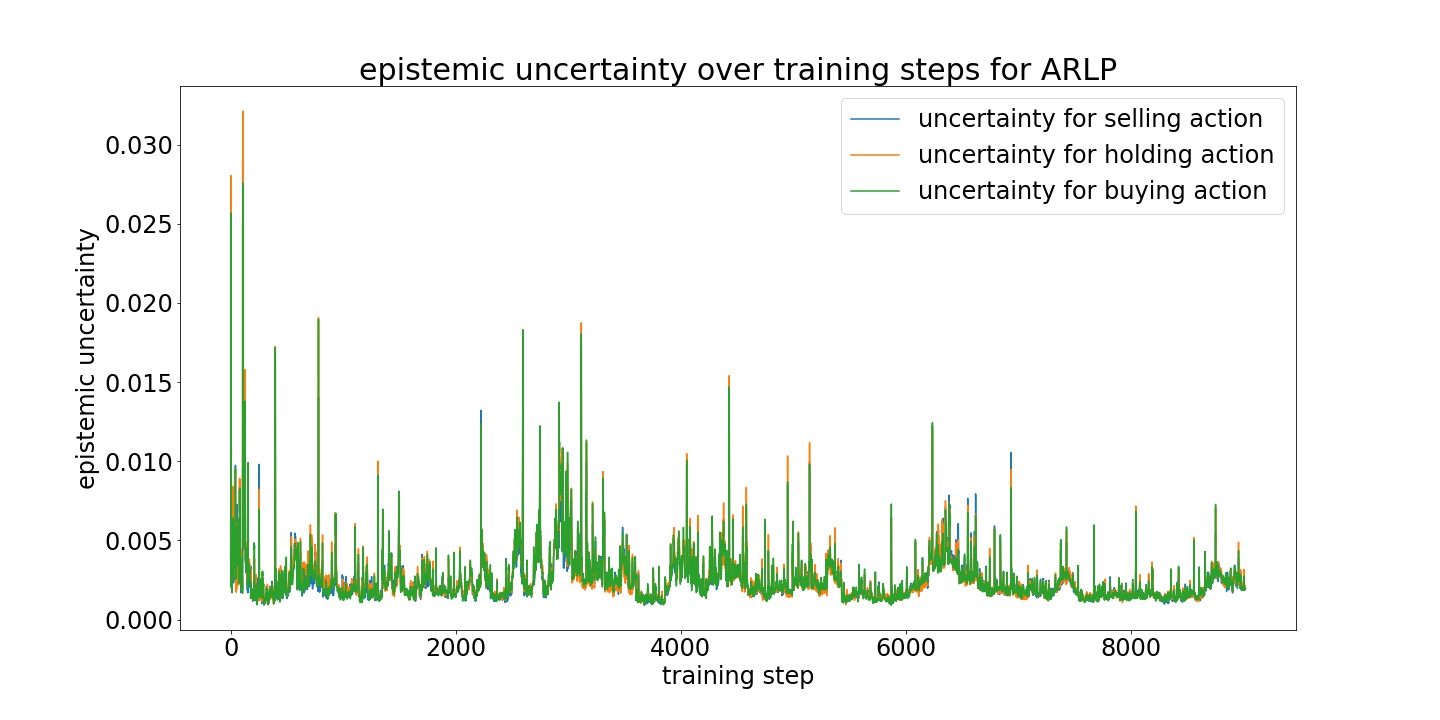 epistemic uncertainty over training steps for ARLP
uncertainty for selling action
uncertainty for holding action
uncertainty for buying action
epistemic uncertainty
0.030
0.025
0.020
0.015
0.010
0.005
0.000
0 2000 4000 6000 8000
training step